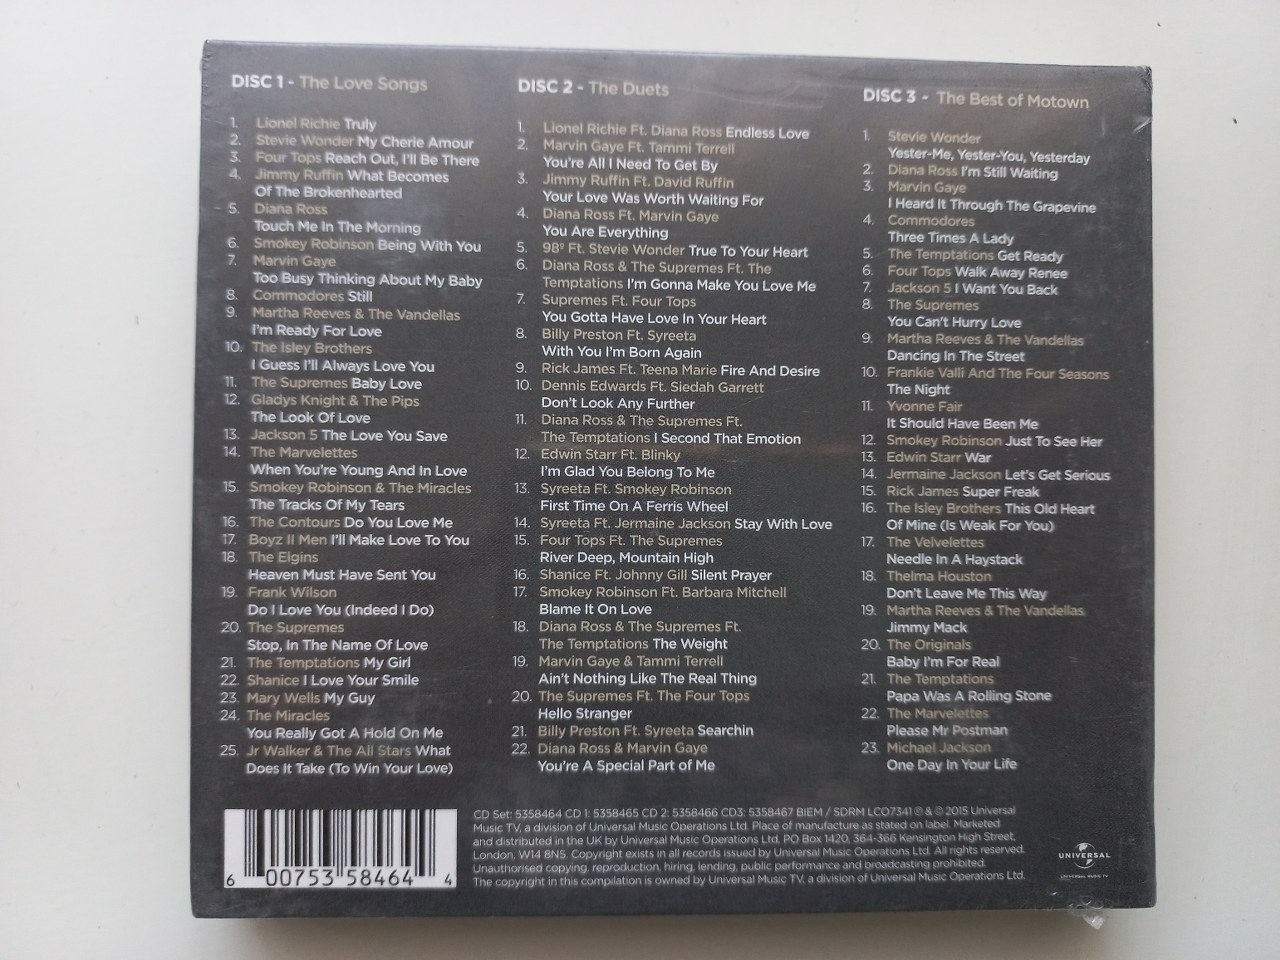 DISC 1 - The Love Songs
1. Lionel Richie Truly
2. Stevie Wonder My Cherie Amour
3. Four Tops Reach Out, I'll Be There
4. Jimmy Ruffin What Becomes
Of The Brokenhearted
5. Diana Ross
Touch Me In The Morning
6. Smokey Robinson Being With You
7. Marvin Gaye
Too Busy Thinking About My Baby
8. Commodores Still
9. Martha Reeves & The Vandellas
I'm Ready For Love
10. The Isley Brothers
I Guess I'll Always Love You
11. The Supremes Baby Love
12. Gladys Knight & The Pips
The Look Of Love
13. Jackson 5 The Love You Save
14. The Marvelettes
When You're Young And In Love
15. Smokey Robinson & The Miracles
The Tracks Of My Tears
16. The Contours Do You Love Me
17. Boyz II Men I'll Make Love To You
18. The Elgins
Heaven Must Have Sent You
19. Frank Wilson
Do I Love You (Indeed I Do)
20. The Supremes
Stop, In The Name Of Love
21. The Temptations My Girl
22. Shanice I Love Your Smile
23. Mary Wells My Guy
24. The Miracles
You Really Got A Hold On Me
25. Jr Walker & The All Stars What
Does It Take (To Win Your Love)
DISC 2 - The Duets
1. Lionel Richie Ft. Diana Ross Endless Love
2. Marvin Gaye Ft. Tammi Terrell
You're All I Need To Get By
3. Jimmy Ruffin Ft. David Ruffin
Your Love Was Worth Waiting For
4. Diana Ross Ft. Marvin Gaye
You Are Everything
5. 98º Ft. Stevie Wonder True To Your Heart
6. Diana Ross & The Supremes Ft. The
Temptations I'm Gonna Make You Love Me
7. Supremes Ft. Four Tops
You Gotta Have Love In Your Heart
8. Billy Preston Ft. Syreeta
With You I'm Born Again
9. Rick James Ft. Teena Marie Fire And Desire
10. Dennis Edwards Ft. Siedah Garrett
Don't Look Any Further
11. Diana Ross & The Supremes Ft.
The Temptations I Second That Emotion
12. Edwin Starr Ft. Blinky
I'm Glad You Belong To Me
13. Syreeta Ft. Smokey Robinson
First Time On A Ferris Wheel
14. Syreeta Ft. Jermaine Jackson Stay With Love
15. Four Tops Ft. The Supremes
River Deep, Mountain High
16. Shanice Ft. Johnny Gill Silent Prayer
17. Smokey Robinson Ft. Barbara Mitchell
Blame It On Love
18. Diana Ross & The Supremes Ft.
The Temptations The Weight
19. Marvin Gaye & Tammi Terrell
Ain't Nothing Like The Real Thing
20. The Supremes Ft. The Four Tops
Hello Stranger
21. Billy Preston Ft. Syreeta Searchin
22. Diana Ross & Marvin Gaye
You're A Special Part of Me
DISC 3 - The Best of Motown
1. Stevie Wonder
Yester-Me, Yester-You, Yesterday
2. Diana Ross I'm Still Waiting
3. Marvin Gaye
I Heard It Through The Grapevine
4. Commodores
Three Times A Lady
5. The Temptations Get Ready
6. Four Tops Walk Away Renee
7. Jackson 5 I Want You Back
8. The Supremes
You Can't Hurry Love
9. Martha Reeves & The Vandellas
Dancing In The Street
10. Frankie Valli And The Four Seasons
The Night
11. Yvonne Fair
It Should Have Been Me
12. Smokey Robinson Just To See Her
13. Edwin Starr War
14. Jermaine Jackson Let's Get Serious
15. Rick James Super Freak
16. The Isley Brothers This Old Heart
Of Mine (Is Weak For You)
17. The Velvelettes
Needle In A Haystack
18. Thelma Houston
Don't Leave Me This Way
19. Martha Reeves & The Vandellas
Jimmy Mack
20. The Originals
Baby I'm For Real
21. The Temptations
Papa Was A Rolling Stone
22. The Marvelettes
Please Mr Postman
23. Michael Jackson
One Day In Your Life
6 00753 58464 4
CD Set: 5358464 CD 1: 5358465 CD 2: 5358466 CD3: 5358467 BIEM / SDRM LC07341 ℗ & © 2015 Universal
Music TV, a division of Universal Music Operations Ltd. Place of manufacture as stated on label. Marketed
and distributed in the UK by Universal Music Operations Ltd, PO Box 1420, 364-366 Kensington High Street,
London, W14 8NS. Copyright exists in all records issued by Universal Music Operations Ltd. All rights reserved.
Unauthorised copying, reproduction, hiring, lending, public performance and broadcasting prohibited.
The copyright in this compilation is owned by Universal Music TV, a division of Universal Music Operations Ltd.
UNIVERSAL
UNIVERSAL MUSIC TV